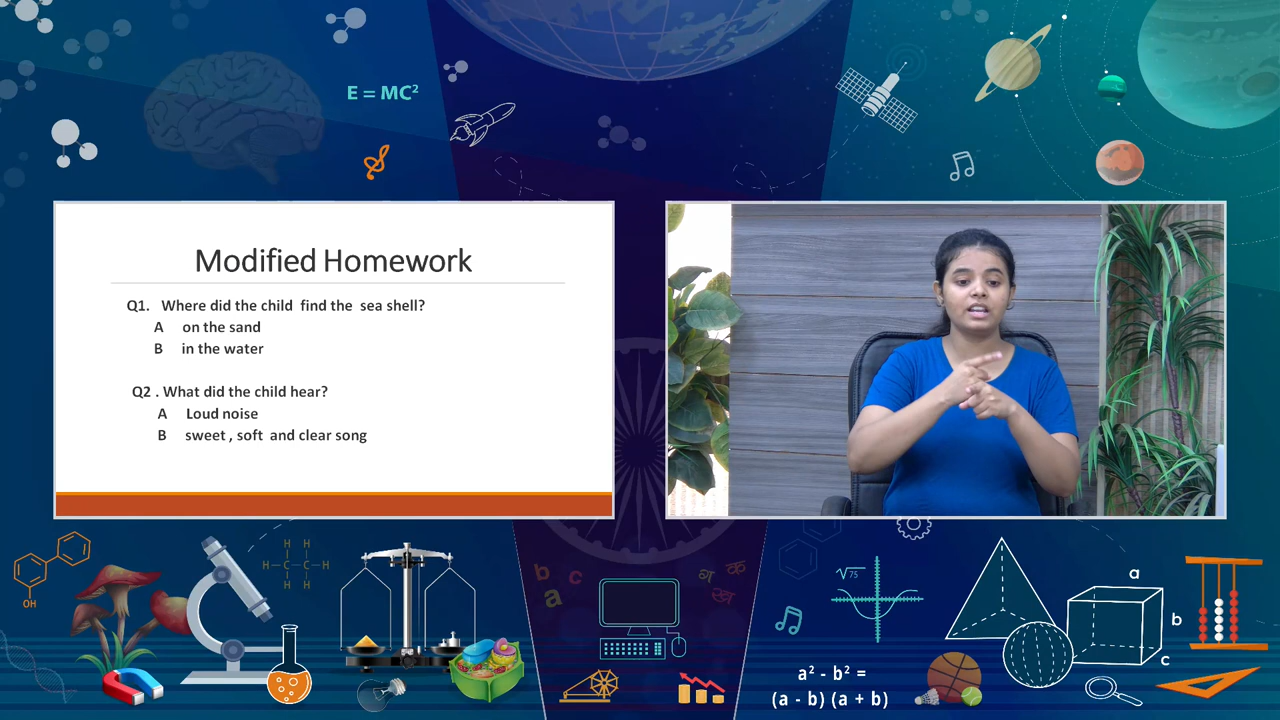 E = MC²
Modified Homework
Q1. Where did the child find the sea shell?
A on the sand
B in the water
Q2 . What did the child hear?
A Loud noise
B sweet , soft and clear song
OH
H H
H C C H
H H
b c
a
ग क
ख
√75
a
b
c
a² - b² =
(a - b) (a + b)